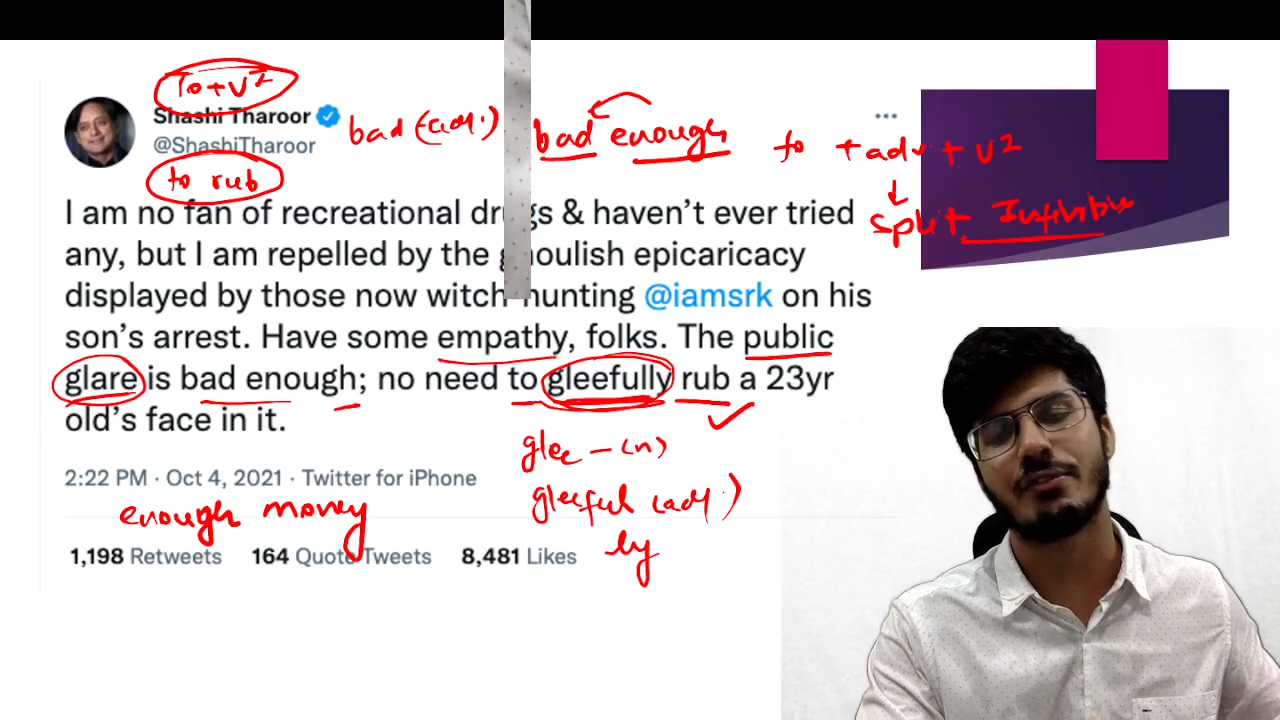 To + V²
Shashi Tharoor
@ShashiTharoor
to rub
bad (adj.)
bad enough
to + adv + V²
Split Infinitive
I am no fan of recreational drugs & haven't ever tried
any, but I am repelled by the ghoulish epicaricacy
displayed by those now witch-hunting @iamsrk on his
son's arrest. Have some empathy, folks. The public
glare is bad enough; no need to gleefully rub a 23yr
old's face in it.
glee – (n)
2:22 PM · Oct 4, 2021 · Twitter for iPhone
gleeful (adj.)
enough money
ly
1,198 Retweets 164 Quote Tweets 8,481 Likes